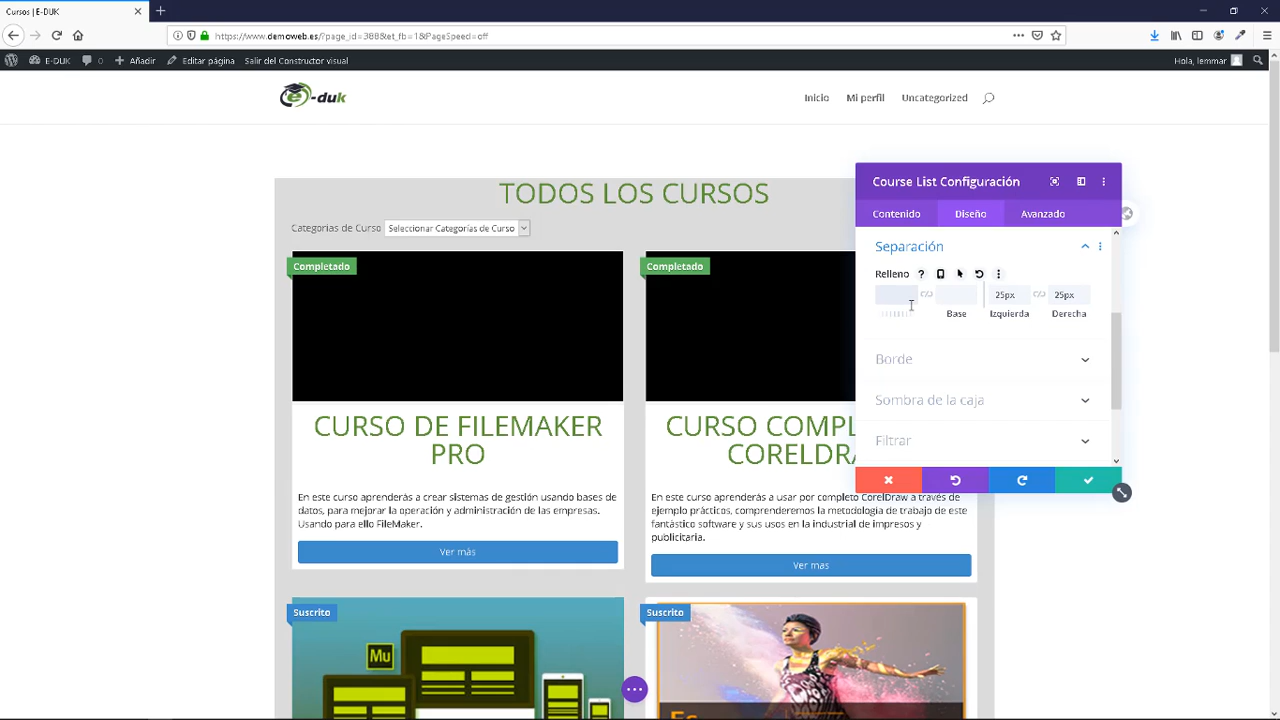 Cursos | E-DUK
https://www.demoweb.es/?page_id=388&et_fb=1&PageSpeed=off
E-DUK 0 Añadir Editar página Salir del Constructor visual Hola, lemmar
e-duk
Inicio Mi perfil Uncategorized
TODOS LOS CURSOS
Categorías de Curso Seleccionar Categorías de Curso
Completado
CURSO DE FILEMAKER
PRO
En este curso aprenderás a crear sistemas de gestión usando bases de
datos, para mejorar la operación y administración de las empresas.
Usando para ello FileMaker.
Ver más
Completado
CURSO COMPL
CORELDRA
En este curso aprenderás a usar por completo CorelDraw a través de
ejemplo prácticos, comprenderemos la metodología de trabajo de este
fantástico software y sus usos en la industrial de impresos y
publicitaria.
Ver mas
Suscrito
Mu
Suscrito
Course List Configuración
Contenido Diseño Avanzado
Separación
Relleno ?
25px 25px
Base Izquierda Derecha
Borde
Sombra de la caja
Filtrar